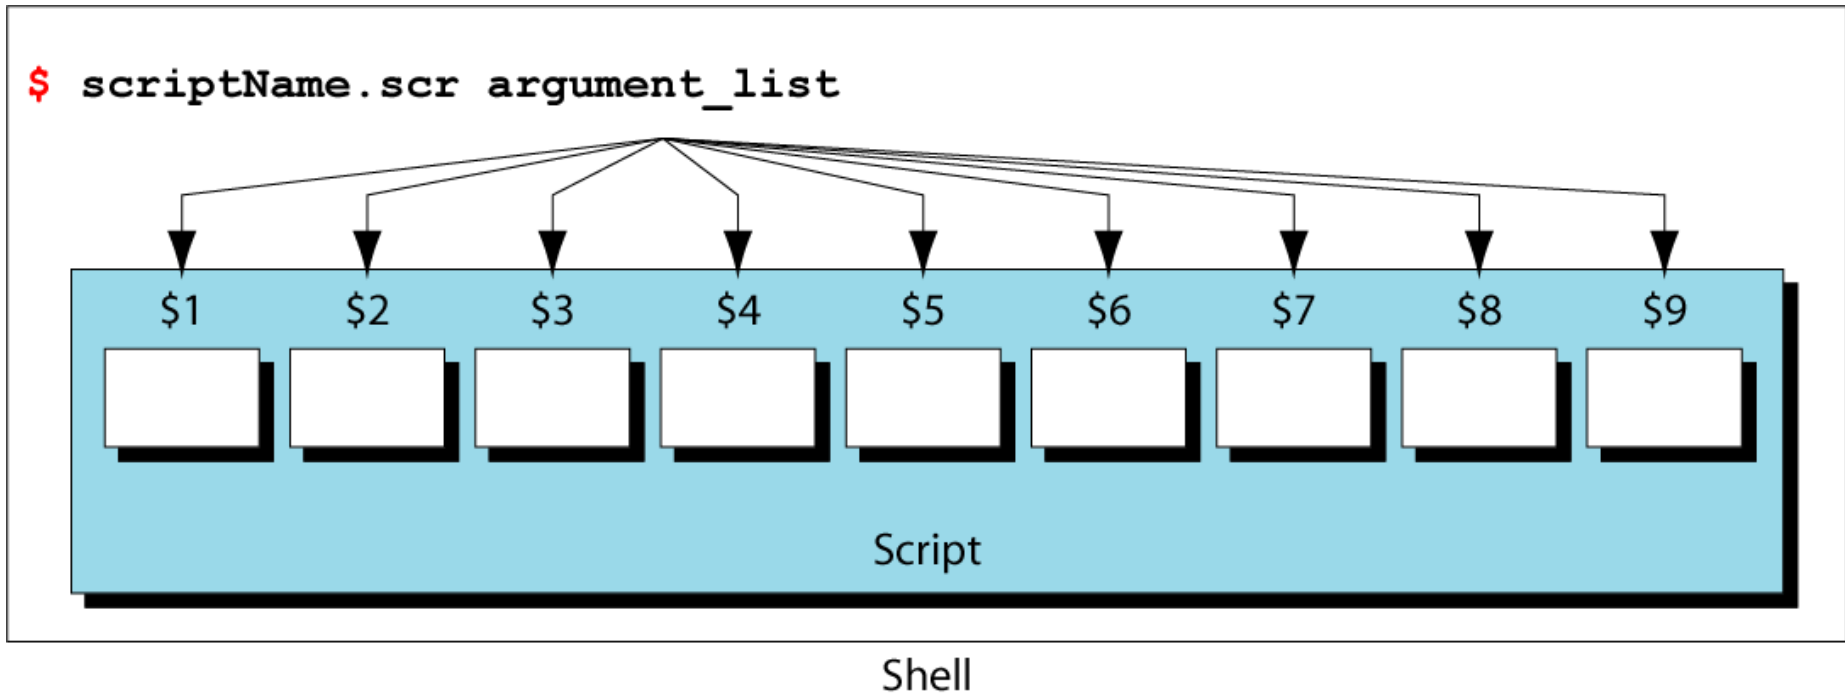 $ scriptName.scr argument_list
$1 $2 $3 $4 $5 $6 $7 $8 $9
Script
Shell